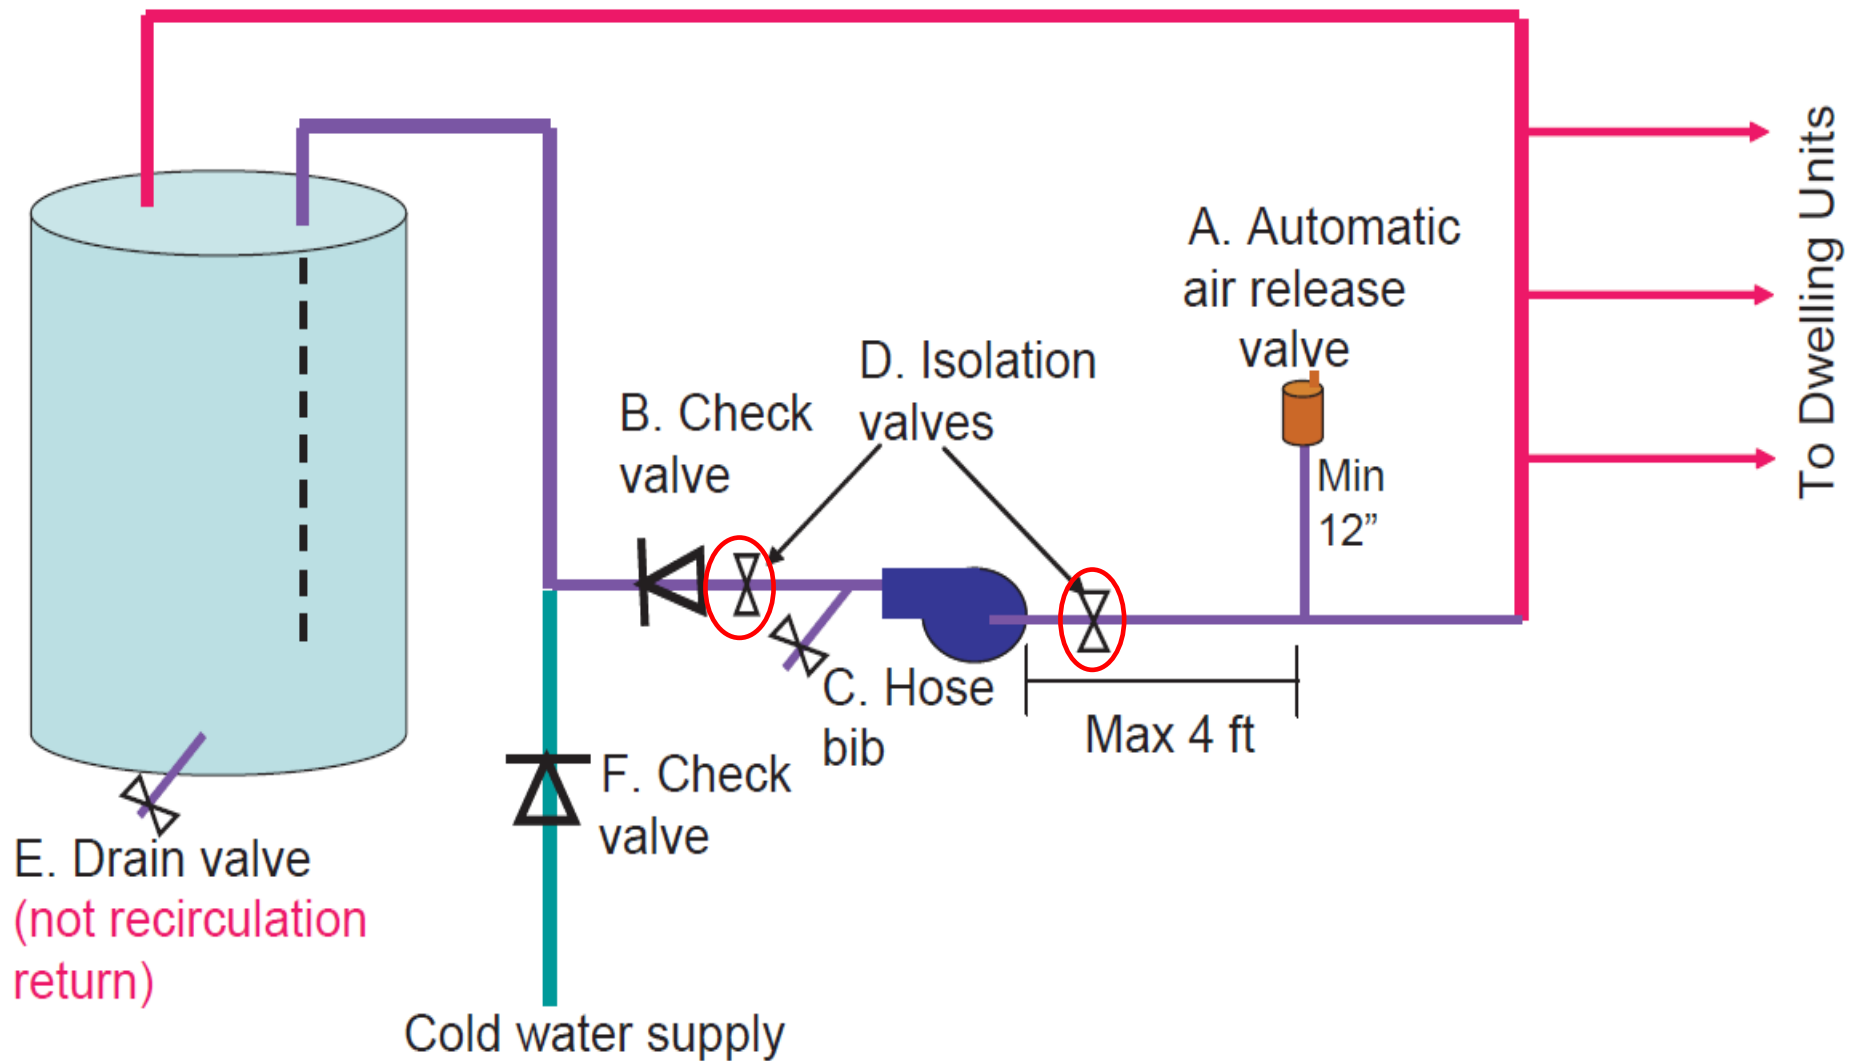 To Dwelling Units
A. Automatic
air release
valve
D. Isolation
valves
B. Check
valve
Min
12”
C. Hose
bib
Max 4 ft
F. Check
valve
E. Drain valve
(not recirculation
return)
Cold water supply